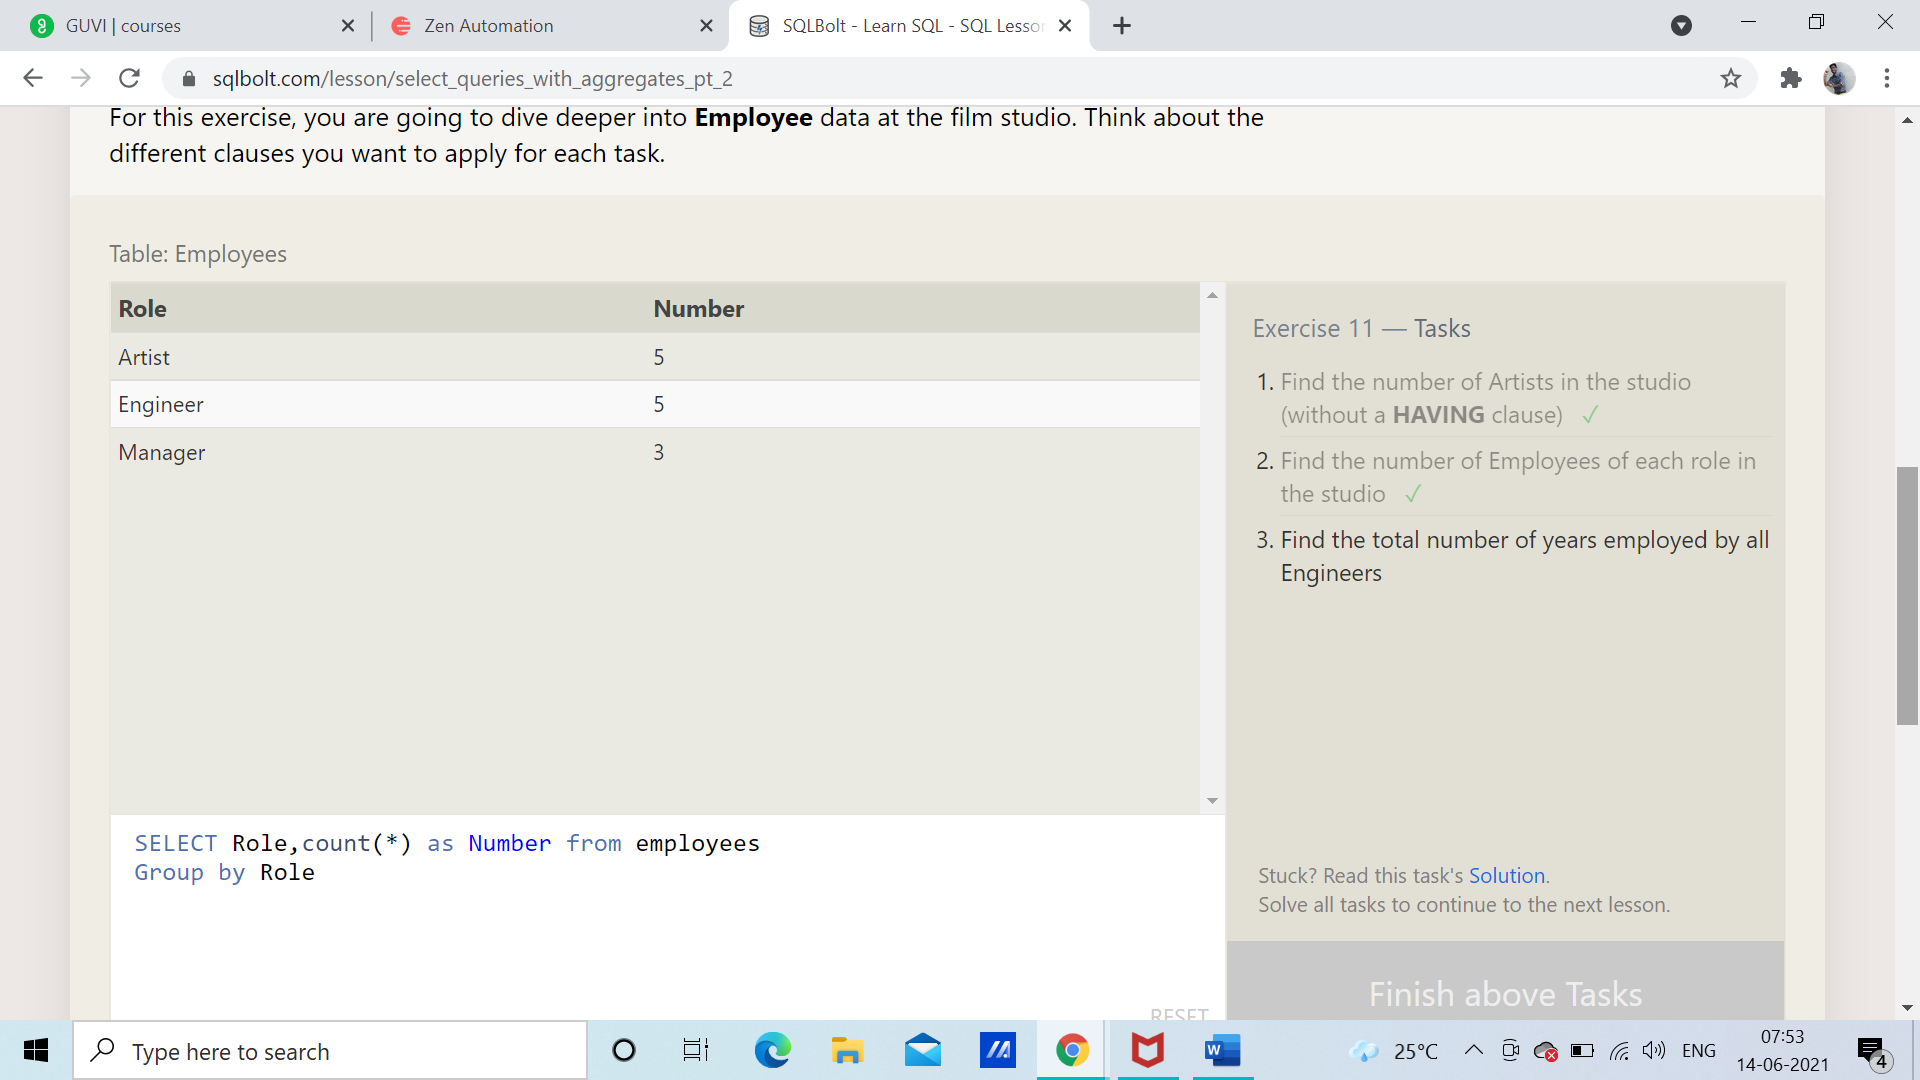 GUVI | courses
Zen Automation
SQLBolt - Learn SQL - SQL Lesson
sqlbolt.com/lesson/select_queries_with_aggregates_pt_2
For this exercise, you are going to dive deeper into Employee data at the film studio. Think about the
different clauses you want to apply for each task.
Table: Employees
Role Number
Artist 5
Engineer 5
Manager 3
Exercise 11 — Tasks
1. Find the number of Artists in the studio
(without a HAVING clause) ✓
2. Find the number of Employees of each role in
the studio ✓
3. Find the total number of years employed by all
Engineers
SELECT Role,count(*) as Number from employees
Group by Role
Stuck? Read this task's Solution.
Solve all tasks to continue to the next lesson.
RESET
Finish above Tasks
Type here to search
W
25°C
ENG
07:53
14-06-2021
4